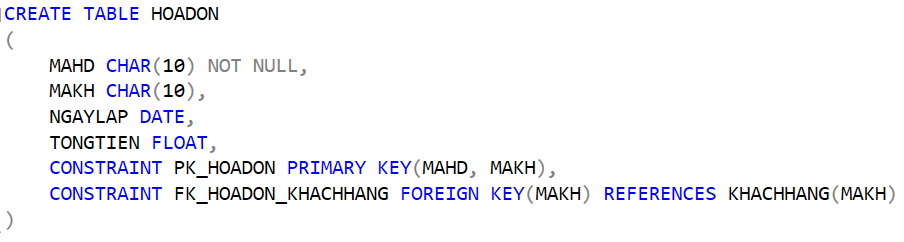 CREATE TABLE HOADON
(
    MAHD CHAR(10) NOT NULL,
    MAKH CHAR(10),
    NGAYLAP DATE,
    TONGTIEN FLOAT,
    CONSTRAINT PK_HOADON PRIMARY KEY(MAHD, MAKH),
    CONSTRAINT FK_HOADON_KHACHHANG FOREIGN KEY(MAKH) REFERENCES KHACHHANG(MAKH)
)